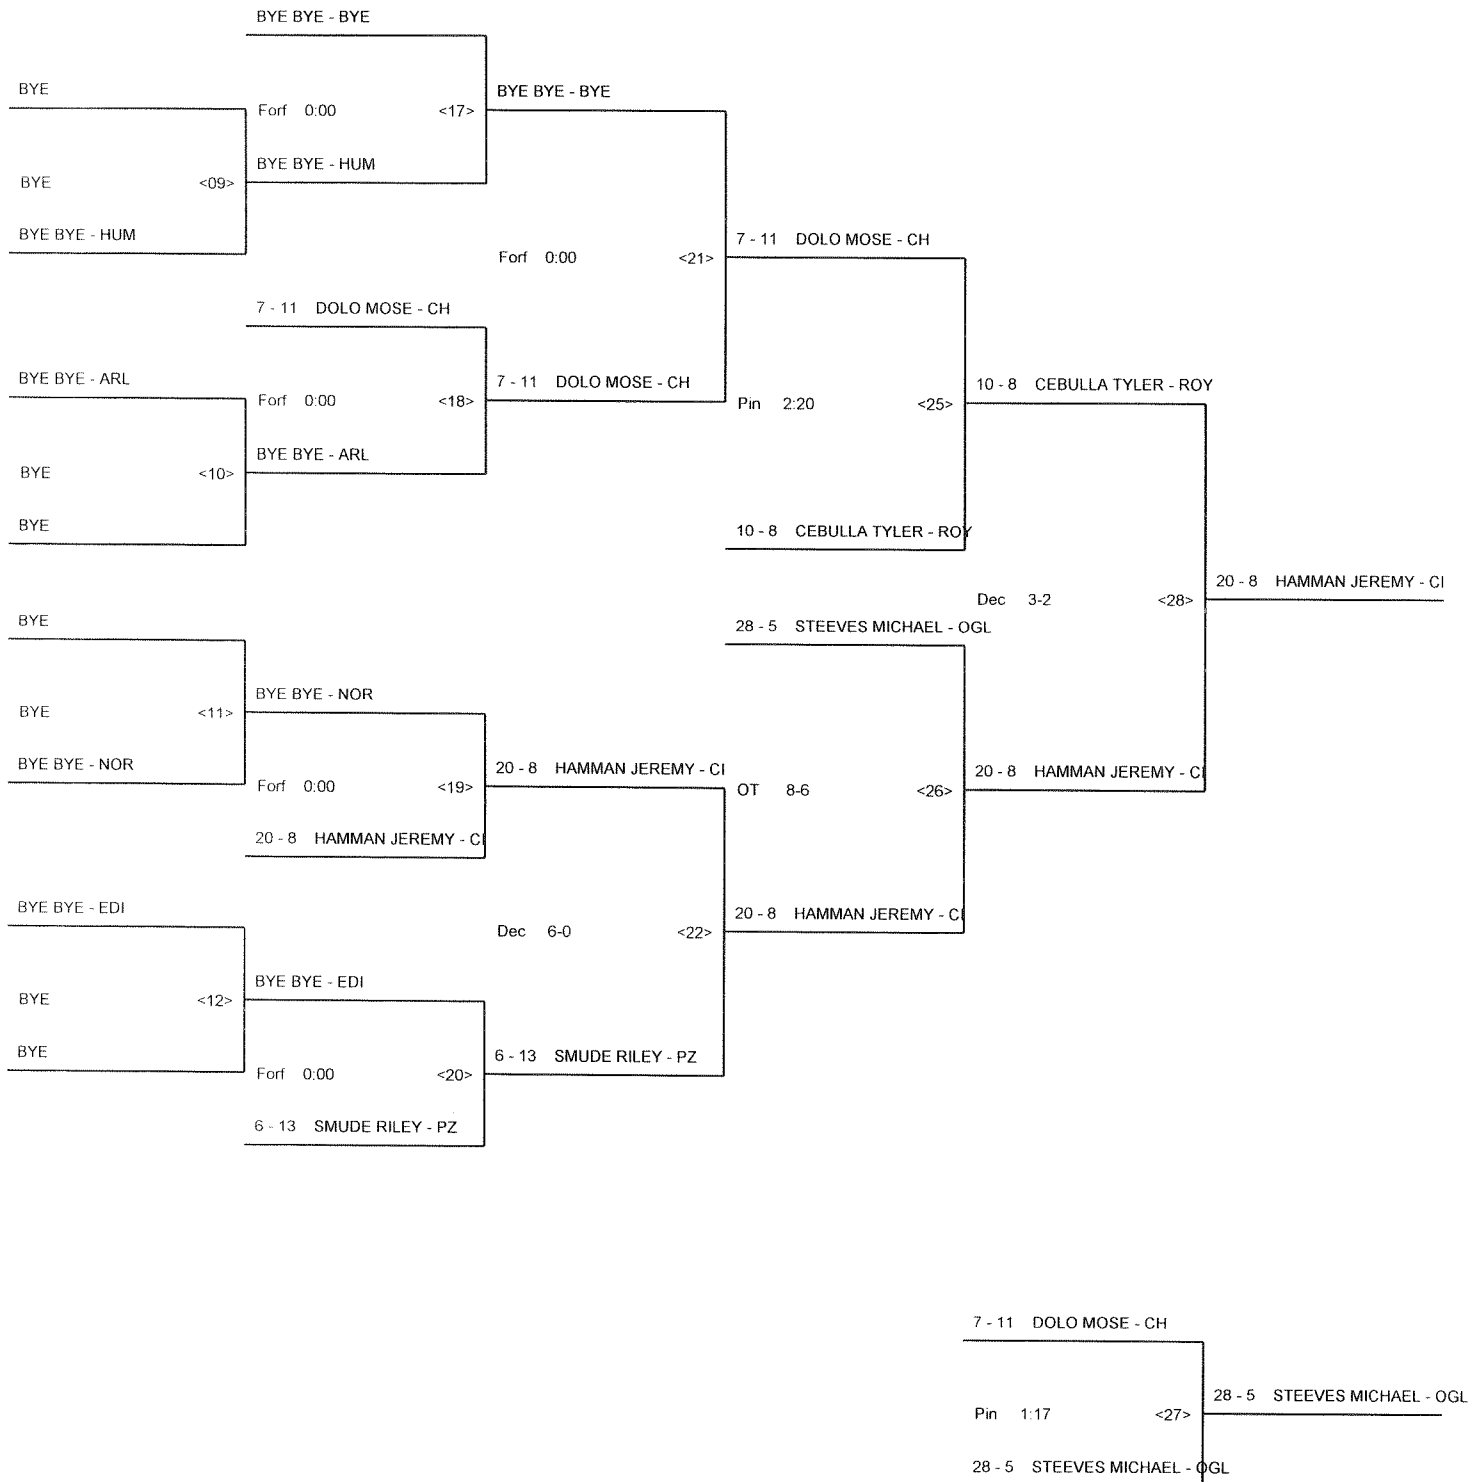 BYE BYE - BYE
BYE
Forf 0:00 <17>
BYE BYE - BYE
BYE BYE - HUM
BYE <09>
BYE BYE - HUM
Forf 0:00 <21>
7 - 11 DOLO MOSE - CH
7 - 11 DOLO MOSE - CH
BYE BYE - ARL
Forf 0:00 <18>
7 - 11 DOLO MOSE - CH
Pin 2:20 <25>
10 - 8 CEBULLA TYLER - ROY
BYE BYE - ARL
BYE <10>
BYE
10 - 8 CEBULLA TYLER - ROY
Dec 3-2 <28>
20 - 8 HAMMAN JEREMY - CI
BYE
28 - 5 STEEVES MICHAEL - OGL
BYE BYE - NOR
BYE <11>
BYE BYE - NOR
Forf 0:00 <19>
20 - 8 HAMMAN JEREMY - CI
OT 8-6 <26>
20 - 8 HAMMAN JEREMY - CI
20 - 8 HAMMAN JEREMY - CI
BYE BYE - EDI
Dec 6-0 <22>
20 - 8 HAMMAN JEREMY - CI
BYE BYE - EDI
BYE <12>
BYE
Forf 0:00 <20>
6 - 13 SMUDE RILEY - PZ
6 - 13 SMUDE RILEY - PZ
7 - 11 DOLO MOSE - CH
Pin 1:17 <27>
28 - 5 STEEVES MICHAEL - OGL
28 - 5 STEEVES MICHAEL - OGL